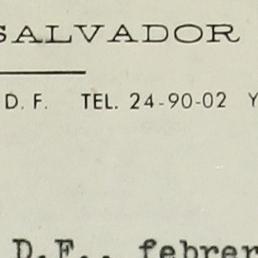 SALVADOR
D. F. TEL. 24-90-02 Y
D.F., febrer